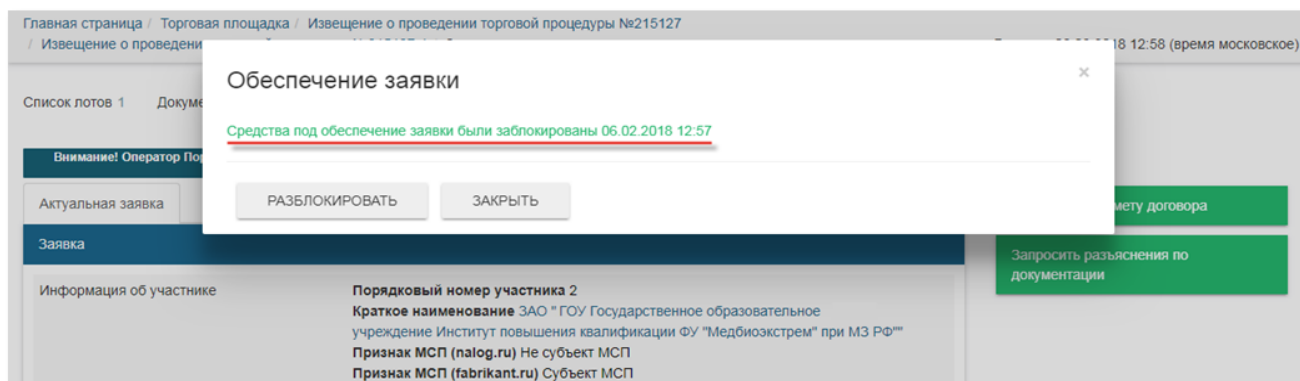 Главная страница / Торговая площадка / Извещение о проведении торговой процедуры №215127
/ Извещение о проведени
8 12:58 (время московское)
Обеспечение заявки
×
Список лотов 1 Докуме
Средства под обеспечение заявки были заблокированы 06.02.2018 12:57
Внимание! Оператор Пор
РАЗБЛОКИРОВАТЬ ЗАКРЫТЬ
Актуальная заявка
мету договора
Заявка
Запросить разъяснения по
документации
Информация об участнике
Порядковый номер участника 2
Краткое наименование ЗАО " ГОУ Государственное образовательное
учреждение Институт повышения квалификации ФУ "Медбиоэкстрем" при МЗ РФ""
Признак МСП (nalog.ru) Не субъект МСП
Признак МСП (fabrikant.ru) Субъект МСП